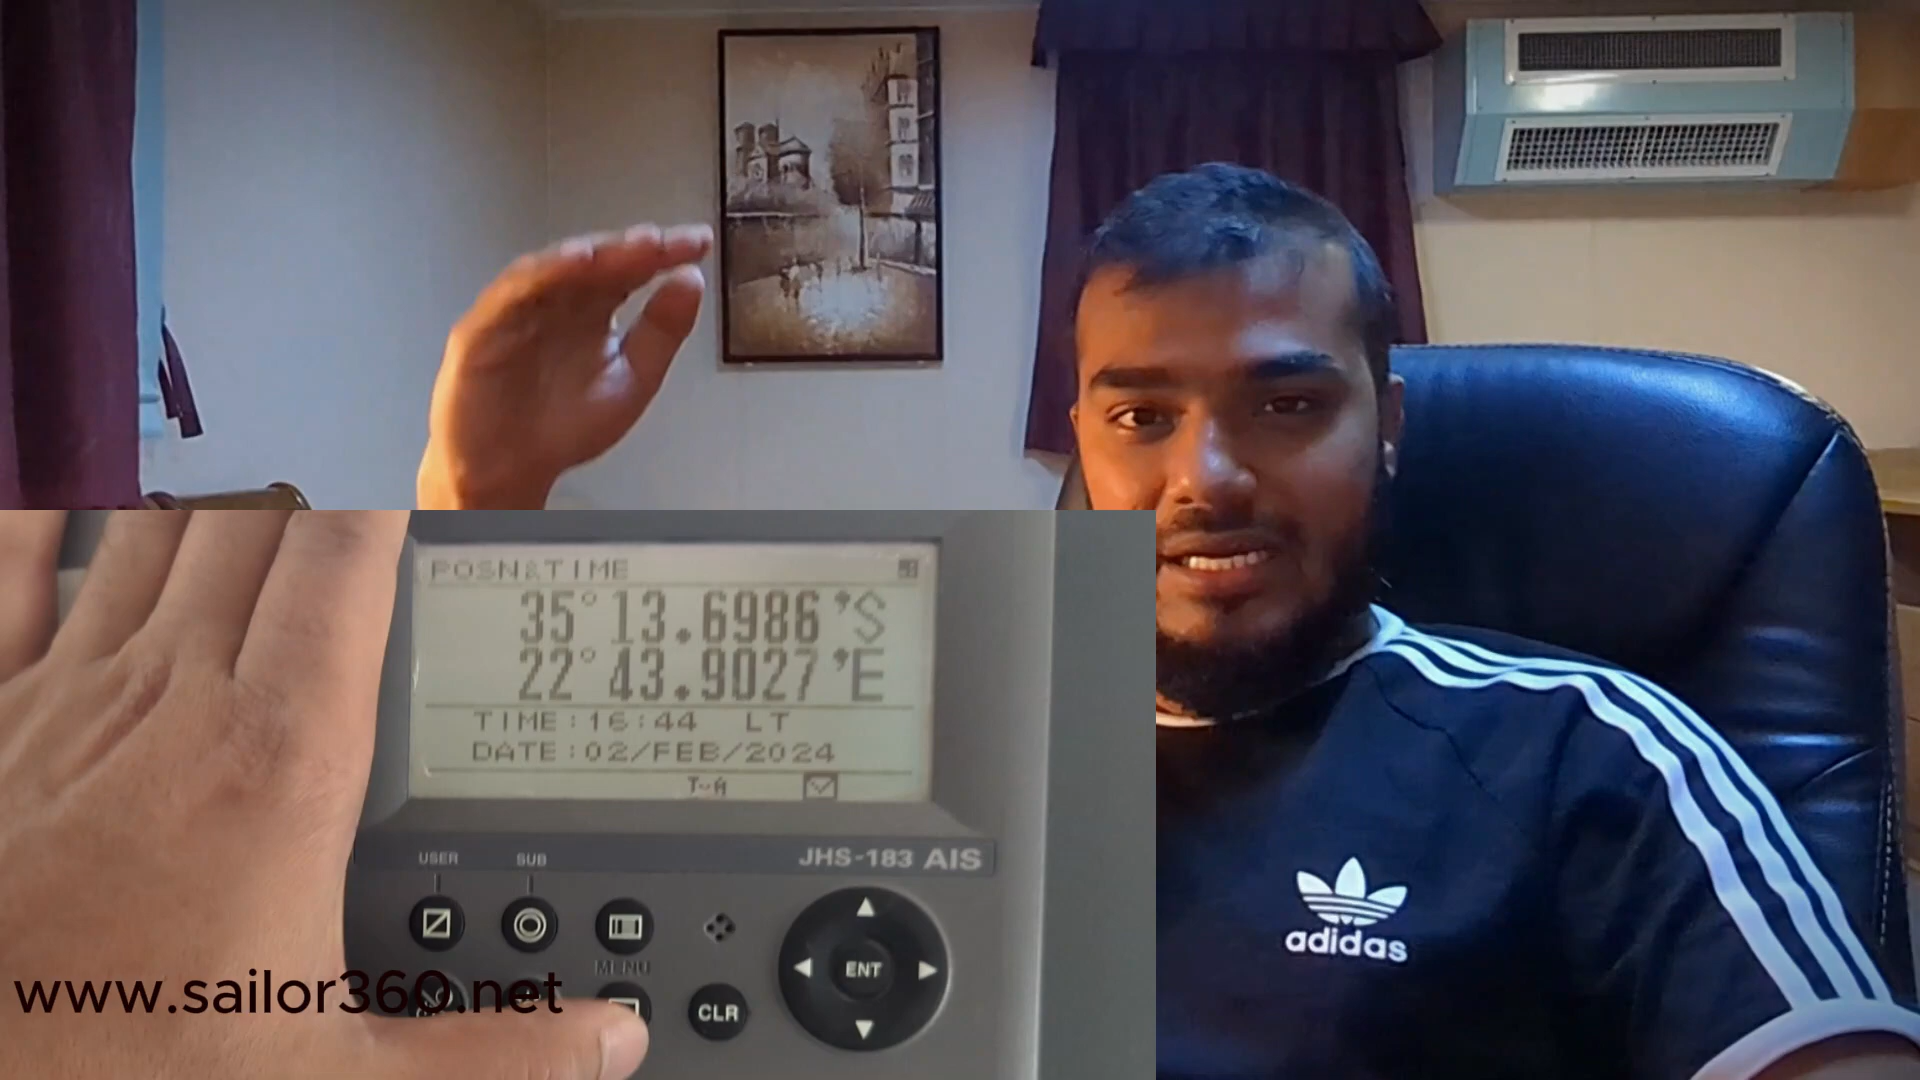 POSN&TIME
35°13.6986'S
22°43.9027'E
TIME:16:44 LT
DATE:02/FEB/2024
T-A
JHS-183 AIS
USER SUB
MENU
ENT
CLR
www.sailor360.net
adidas